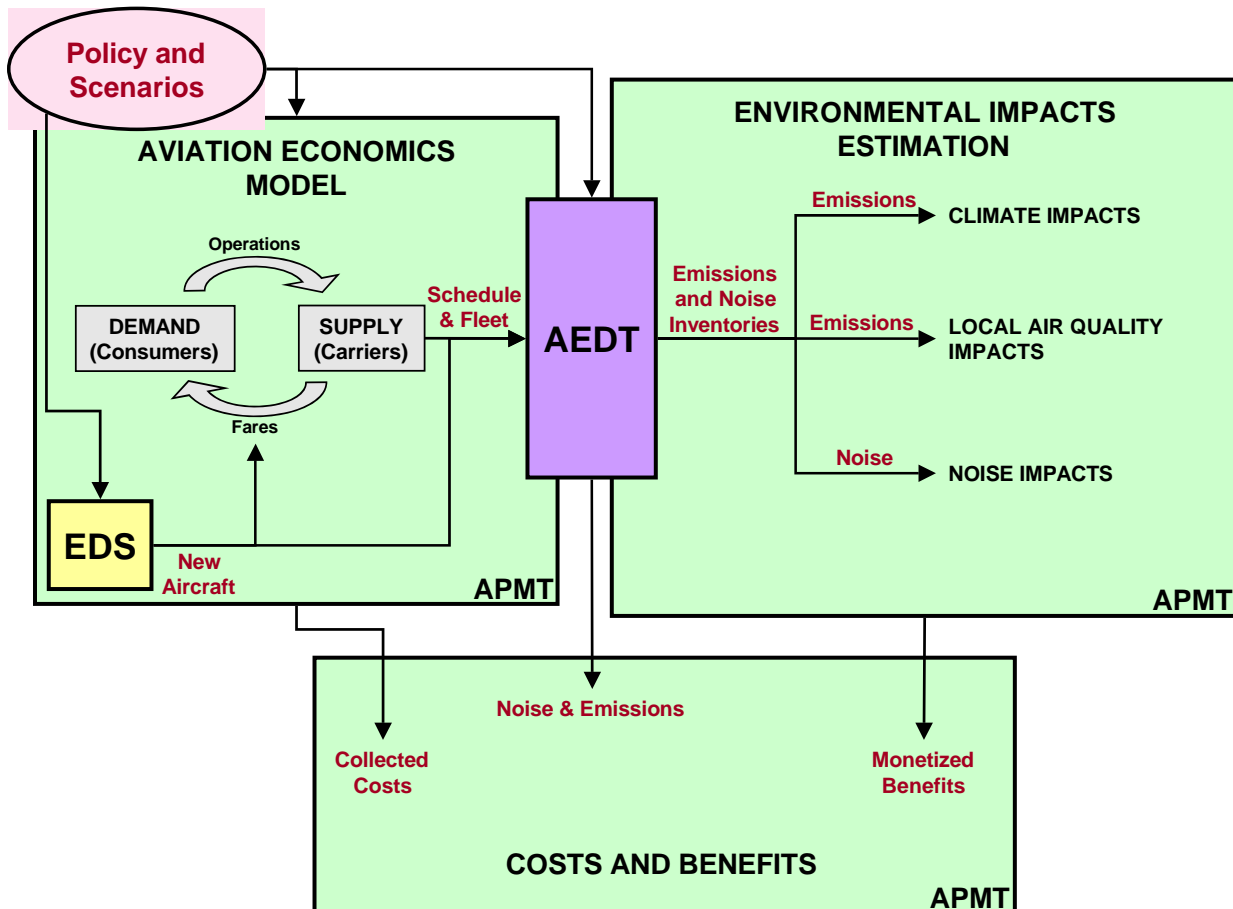 Policy and
Scenarios
AVIATION ECONOMICS
MODEL
Operations
DEMAND
(Consumers)
SUPPLY
(Carriers)
Fares
Schedule
& Fleet
EDS
New
Aircraft
APMT
AEDT
ENVIRONMENTAL IMPACTS
ESTIMATION
Emissions
and Noise
Inventories
Emissions
CLIMATE IMPACTS
Emissions
LOCAL AIR QUALITY
IMPACTS
Noise
NOISE IMPACTS
APMT
Noise & Emissions
Collected
Costs
Monetized
Benefits
COSTS AND BENEFITS
APMT